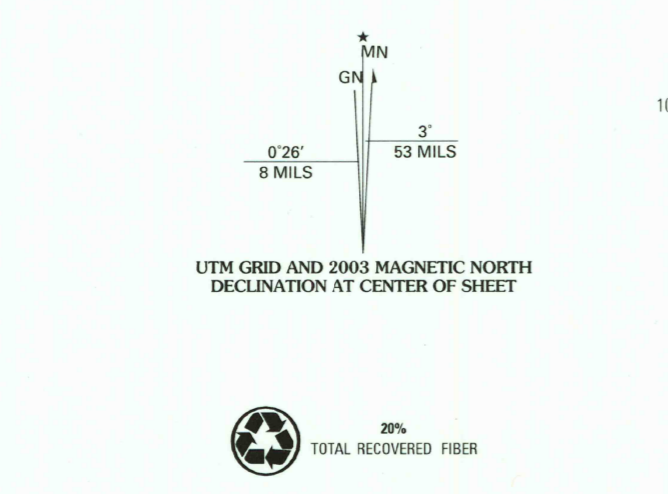 ★
MN
GN
3°
53 MILS
0°26′
8 MILS
UTM GRID AND 2003 MAGNETIC NORTH
DECLINATION AT CENTER OF SHEET
20%
TOTAL RECOVERED FIBER